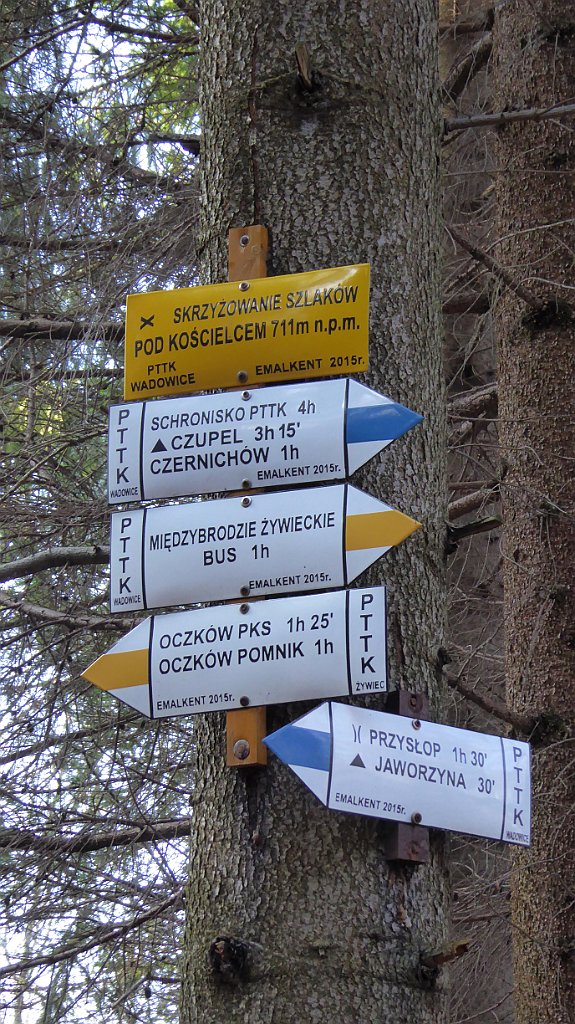 SKRZYŻOWANIE SZLAKÓW
POD KOŚCIELCEM 711m n.p.m.
PTTK
WADOWICE
EMALKENT 2015r.
PTTK
WADOWICE
SCHRONISKO PTTK 4h
CZUPEL 3h 15'
CZERNICHÓW 1h
EMALKENT 2015r.
PTTK
WADOWICE
MIĘDZYBRODZIE ŻYWIECKIE
BUS 1h
EMALKENT 2015r.
OCZKÓW PKS 1h 25'
OCZKÓW POMNIK 1h
EMALKENT 2015r.
PTTK
ŻYWIEC
)( PRZYSŁOP 1h 30'
JAWORZYNA 30'
EMALKENT 2015r.
PTTK
WADOWICE